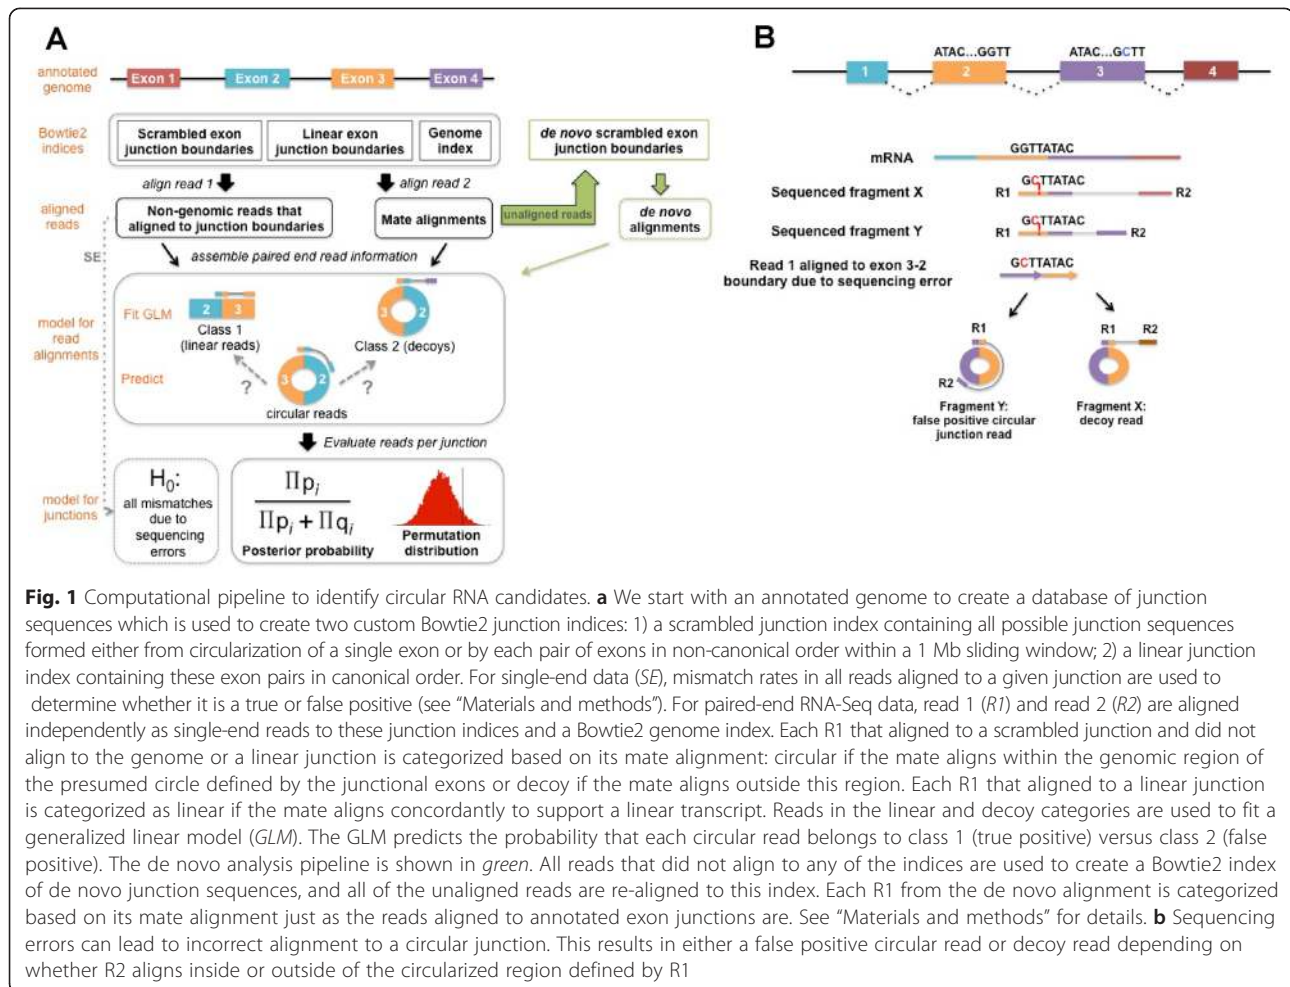 A
annotated
genome
Exon 1
Exon 2
Exon 3
Exon 4
Bowtie2
indices
Scrambled exon
junction boundaries
Linear exon
junction boundaries
Genome
index
de novo scrambled exon
junction boundaries
align read 1
align read 2
aligned
reads
Non-genomic reads that
aligned to junction boundaries
Mate alignments
unaligned reads
de novo
alignments
SE
assemble paired end read information
model for
read
alignments
Fit GLM
2
3
Class 1
(linear reads)
3
2
Class 2 (decoys)
Predict
?
3
2
?
circular reads
Evaluate reads per junction
model for
junctions
H0:
all mismatches
due to
sequencing
errors
∏pi
∏pi + ∏qi
Posterior probability
Permutation
distribution
B
ATAC...GGTT
ATAC...GCTT
1
2
3
4
mRNA
GGTTATAC
Sequenced fragment X
GCTTATAC
R1
R2
Sequenced fragment Y
GCTTATAC
R1
R2
Read 1 aligned to exon 3-2
boundary due to sequencing error
GCTTATAC
R1
R2
Fragment Y:
false positive circular
junction read
R1
R2
Fragment X:
decoy read
Fig. 1 Computational pipeline to identify circular RNA candidates. a We start with an annotated genome to create a database of junction
sequences which is used to create two custom Bowtie2 junction indices: 1) a scrambled junction index containing all possible junction sequences
formed either from circularization of a single exon or by each pair of exons in non-canonical order within a 1 Mb sliding window; 2) a linear junction
index containing these exon pairs in canonical order. For single-end data (SE), mismatch rates in all reads aligned to a given junction are used to
determine whether it is a true or false positive (see “Materials and methods”). For paired-end RNA-Seq data, read 1 (R1) and read 2 (R2) are aligned
independently as single-end reads to these junction indices and a Bowtie2 genome index. Each R1 that aligned to a scrambled junction and did not
align to the genome or a linear junction is categorized based on its mate alignment: circular if the mate aligns within the genomic region of
the presumed circle defined by the junctional exons or decoy if the mate aligns outside this region. Each R1 that aligned to a linear junction
is categorized as linear if the mate aligns concordantly to support a linear transcript. Reads in the linear and decoy categories are used to fit a
generalized linear model (GLM). The GLM predicts the probability that each circular read belongs to class 1 (true positive) versus class 2 (false
positive). The de novo analysis pipeline is shown in green. All reads that did not align to any of the indices are used to create a Bowtie2 index
of de novo junction sequences, and all of the unaligned reads are re-aligned to this index. Each R1 from the de novo alignment is categorized
based on its mate alignment just as the reads aligned to annotated exon junctions are. See “Materials and methods” for details. b Sequencing
errors can lead to incorrect alignment to a circular junction. This results in either a false positive circular read or decoy read depending on
whether R2 aligns inside or outside of the circularized region defined by R1